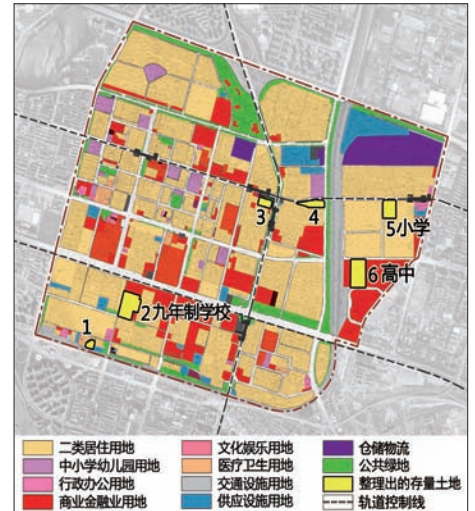 3
4
5小学
6高中
2九年制学校
1
二类居住用地 文化娱乐用地 仓储物流
中小学幼儿园用地 医疗卫生用地 公共绿地
行政办公用地 交通设施用地 整理出的存量土地
商业金融业用地 供应设施用地 轨道控制线